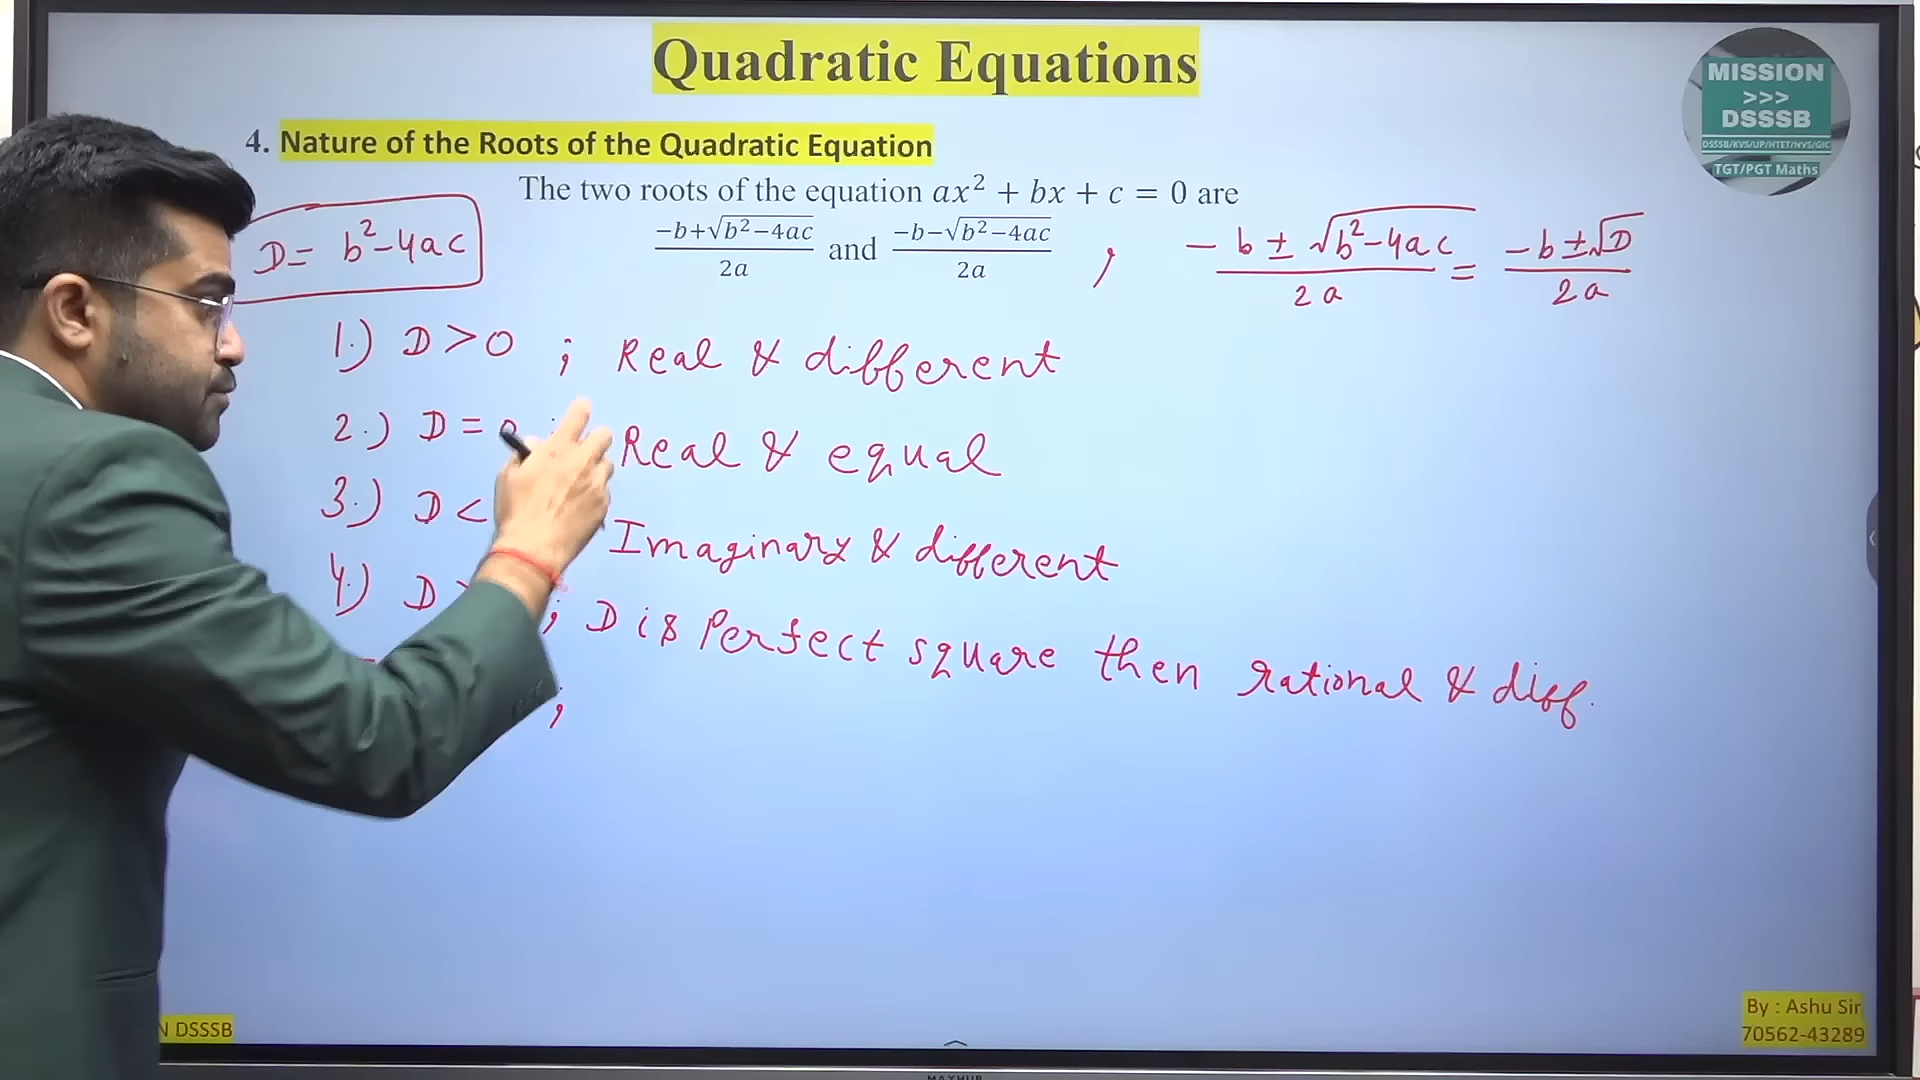 Quadratic Equations
MISSION
>>>
DSSSB
DSSSB/KVS/UP/HTET/NVS/GIC
TGT/PGT Maths
4. Nature of the Roots of the Quadratic Equation
The two roots of the equation ax² + bx + c = 0 are
(-b+√(b²-4ac))/2a and (-b-√(b²-4ac))/2a , (-b ± √(b²-4ac))/2a = (-b ± √D)/2a
D = b²-4ac
1.) D > 0 ; Real & different
2.) D = 0 ; Real & equal
3.) D < Imaginary & different
4.) D > ; D is Perfect square then rational & diff.
;
N DSSSB
By : Ashu Sir
70562-43289